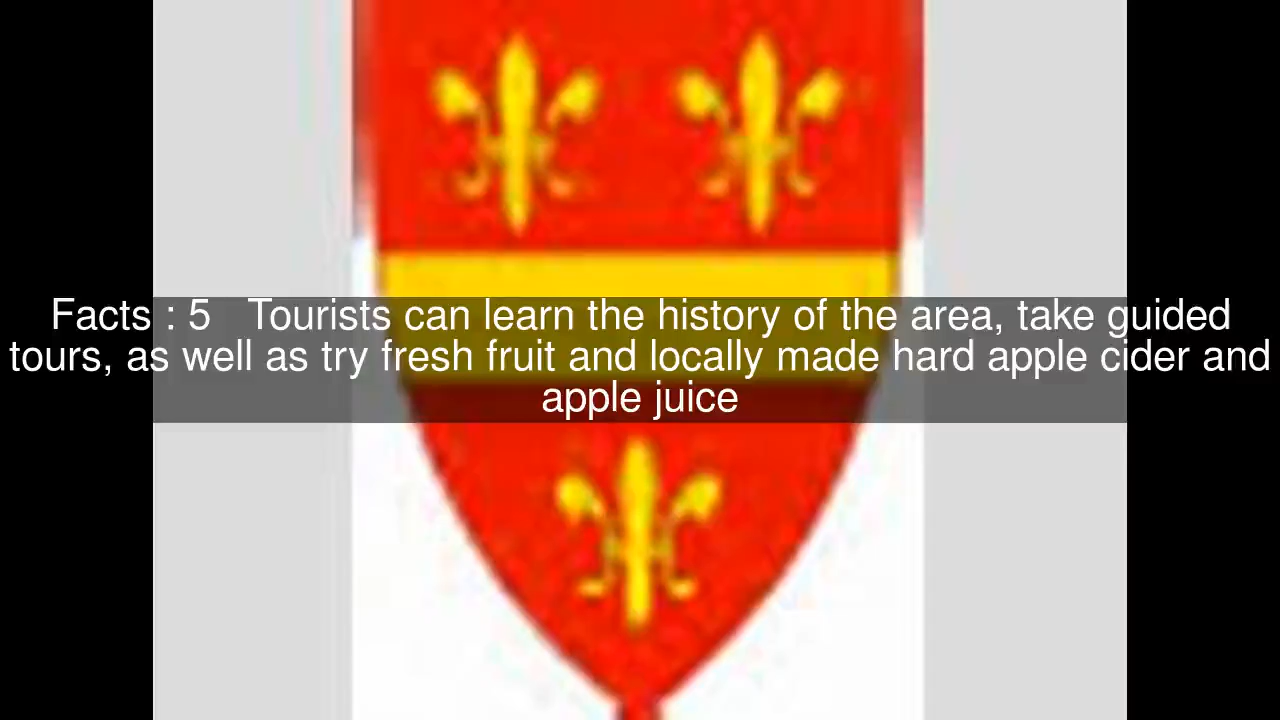 Facts : 5   Tourists can learn the history of the area, take guided
tours, as well as try fresh fruit and locally made hard apple cider and
apple juice